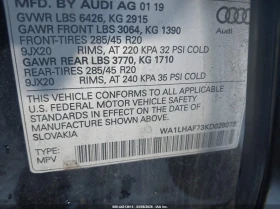 MFD. BY AUDI AG 01 19
GVWR LBS 6426, KG 2915
GAWR FRONT LBS 3064, KG 1390
FRONT-TIRES 285/45 R20
9JX20 RIMS, AT 220 KPA 32 PSI COLD
GAWR REAR LBS 3770, KG 1710
REAR-TIRES 285/45 R20
9JX20 RIMS, AT 240 KPA 35 PSI COLD
THIS VEHICLE CONFORMS TO ALL APPLICABLE
U.S. FEDERAL MOTOR VEHICLE SAFETY
STANDARDS IN EFFECT ON THE DATE OF
MANUFACTURE SHOWN ABOVE.
SLOVAKIA
TYPE:
MPV
Audi